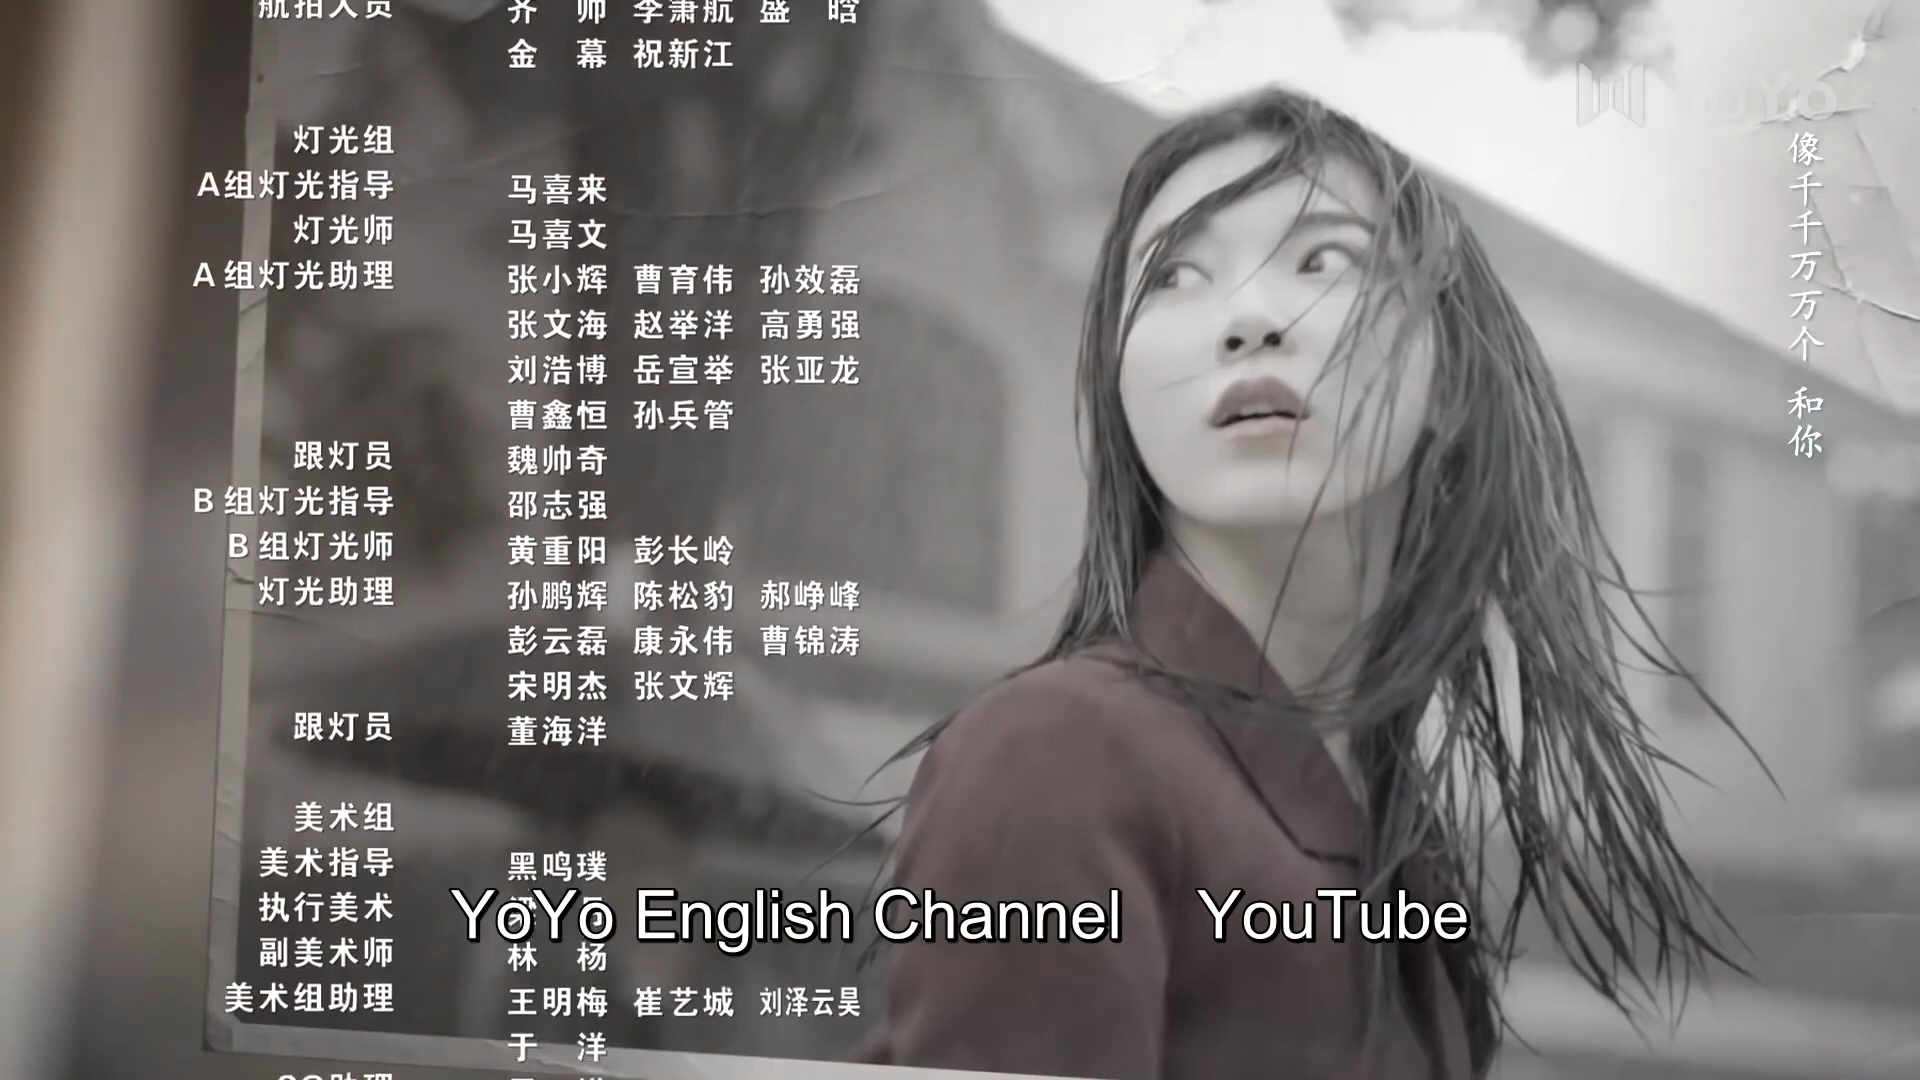 航拍人员 齐 帅 李萧航 盛 晗
金 幕 祝新江
灯光组
A组灯光指导 马喜来
灯光师 马喜文
A组灯光助理 张小辉 曹育伟 孙效磊
张文海 赵举洋 高勇强
刘浩博 岳宣举 张亚龙
曹鑫恒 孙兵管
跟灯员 魏帅奇
B组灯光指导 邵志强
B组灯光师 黄重阳 彭长岭
灯光助理 孙鹏辉 陈松豹 郝峥峰
彭云磊 康永伟 曹锦涛
宋明杰 张文辉
跟灯员 董海洋
美术组
美术指导 黑鸣璞
执行美术
副美术师 林 杨
美术组助理 王明梅 崔艺城 刘泽云昊
于 洋
YoYo
像千千万万个 和你
YoYo English Channel YouTube